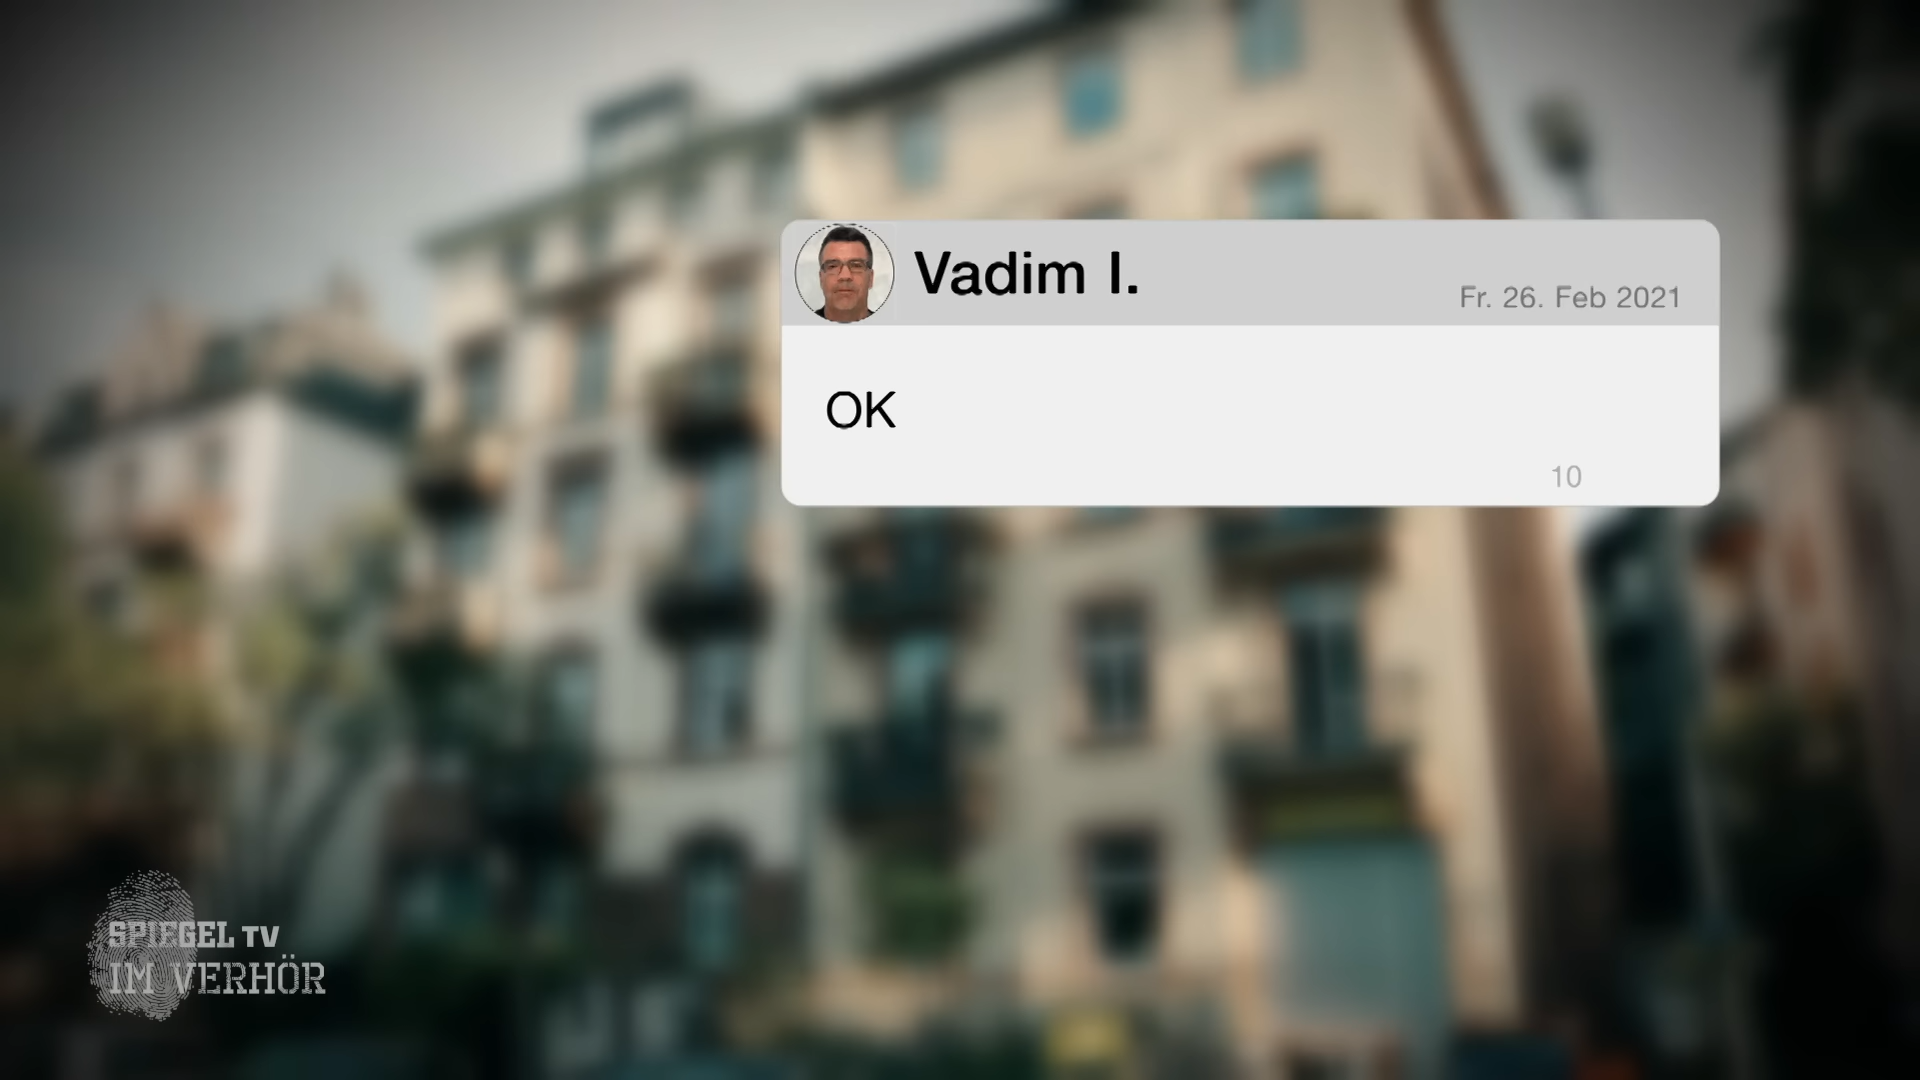 Vadim I.
Fr. 26. Feb 2021
OK
10
SPIEGEL TV
IM VERHÖR